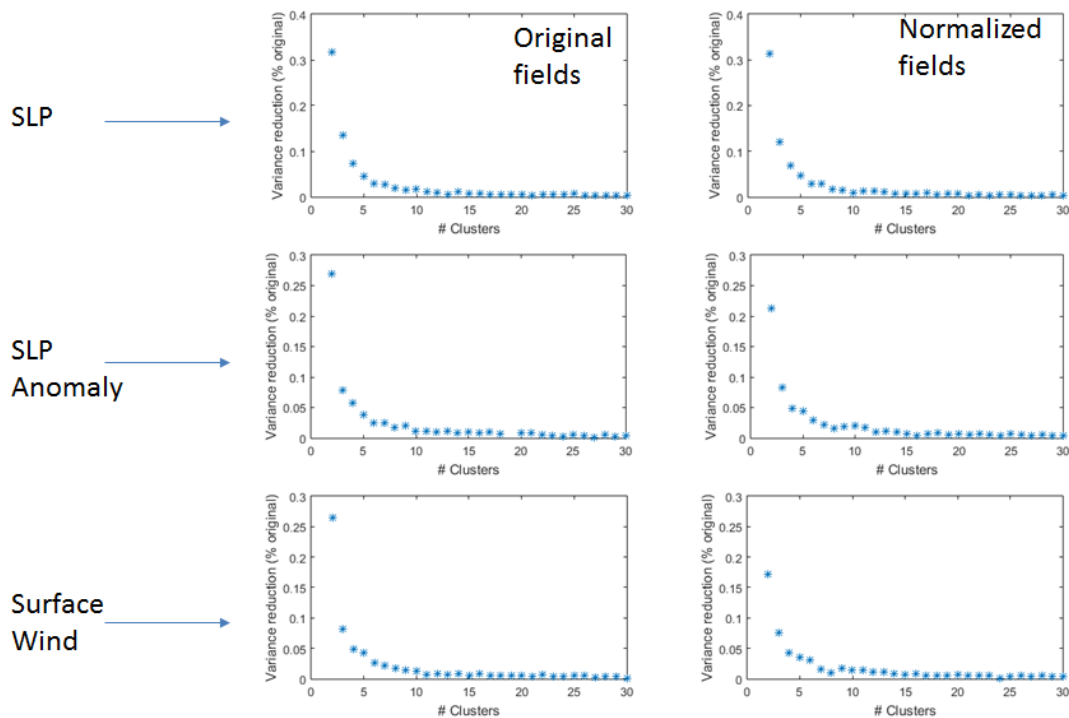 Original
fields
Normalized
fields
SLP
Variance reduction (% original)
0.4
0.3
0.2
0.1
0
0 5 10 15 20 25 30
# Clusters
Variance reduction (% original)
0.4
0.3
0.2
0.1
0
0 5 10 15 20 25 30
# Clusters
SLP
Anomaly
Variance reduction (% original)
0.3
0.25
0.2
0.15
0.1
0.05
0
0 5 10 15 20 25 30
# Clusters
Variance reduction (% original)
0.3
0.25
0.2
0.15
0.1
0.05
0
0 5 10 15 20 25 30
# Clusters
Surface
Wind
Variance reduction (% original)
0.3
0.25
0.2
0.15
0.1
0.05
0
0 5 10 15 20 25 30
# Clusters
Variance reduction (% original)
0.3
0.25
0.2
0.15
0.1
0.05
0
0 5 10 15 20 25 30
# Clusters